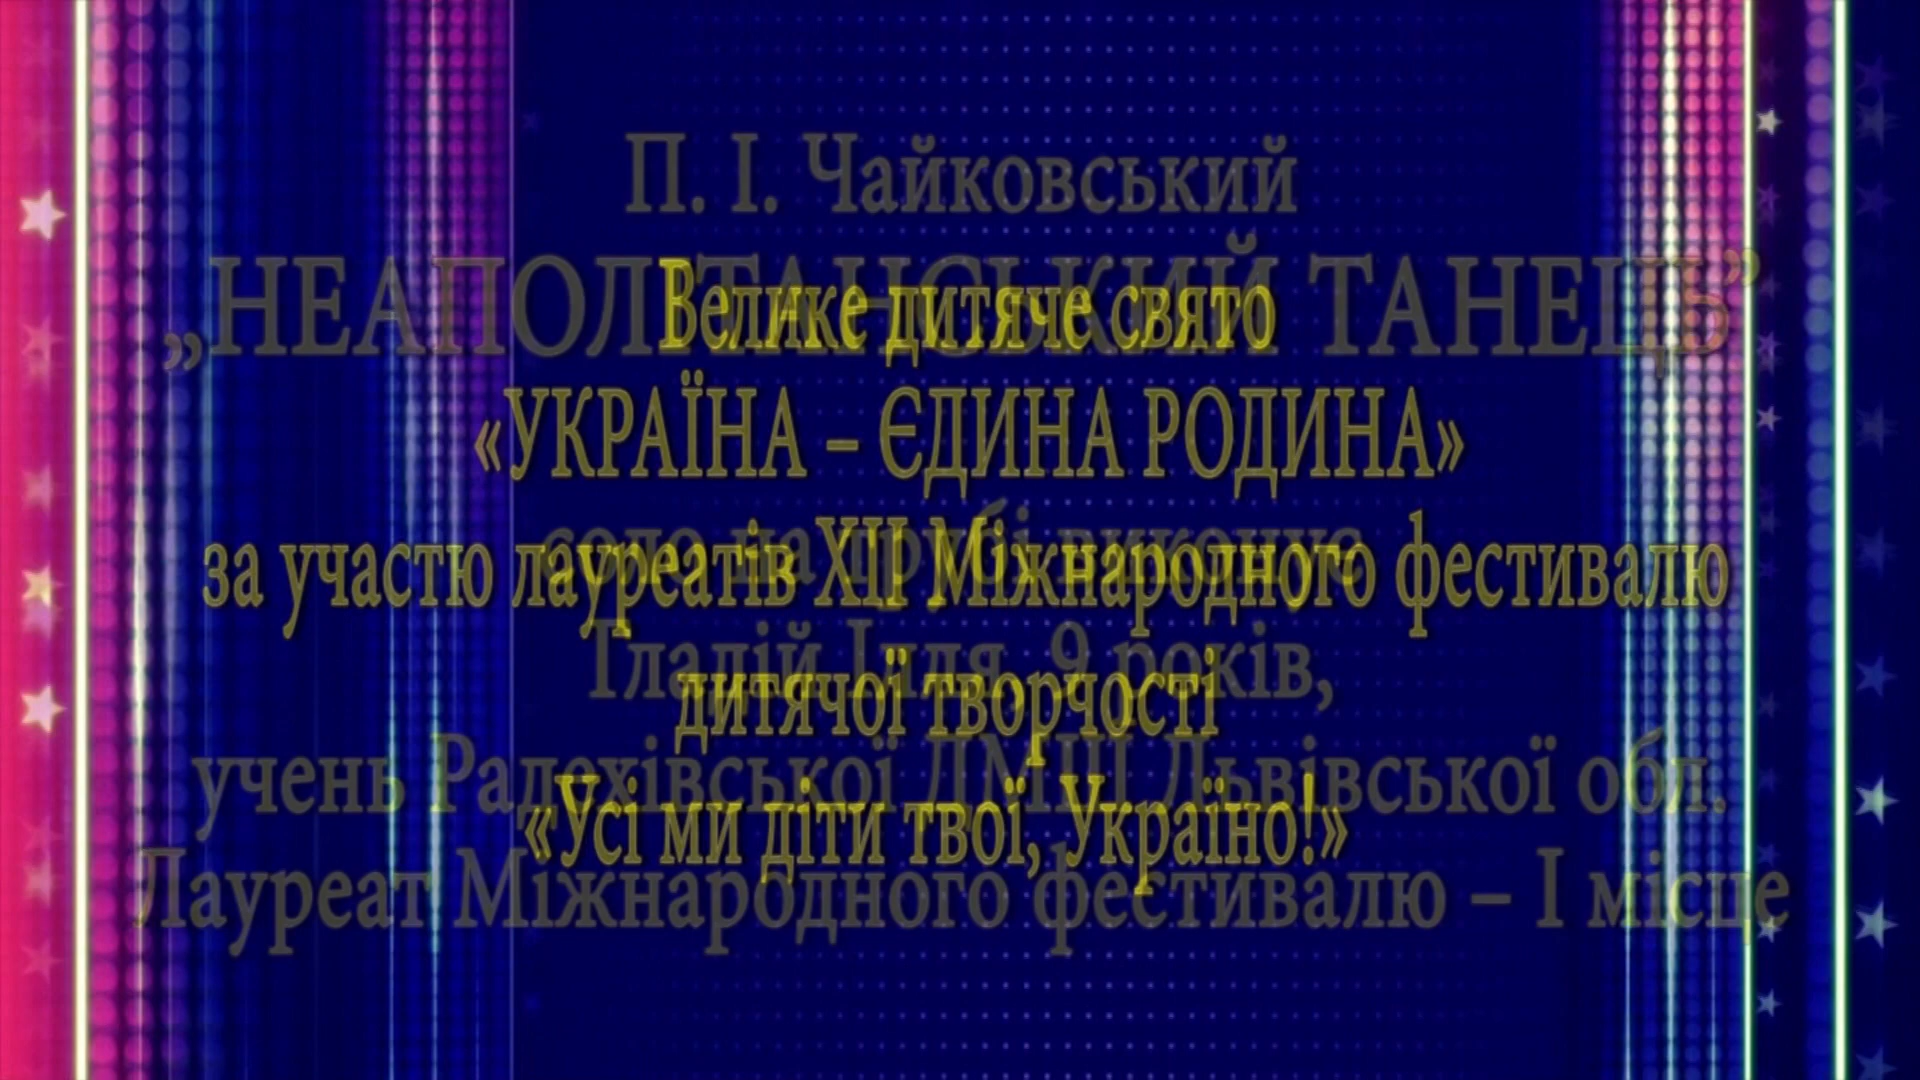 П. І. Чайковський
„НЕАПОЛІТАНСЬКИЙ ТАНЕЦЬ”
Велике дитяче свято
«УКРАЇНА – ЄДИНА РОДИНА»
соло на трубі виконує
за участю лауреатів XII Міжнародного фестивалю
Гладій Ілля, 9 років,
дитячої творчості
учень Радехівської ДМШ Львівської обл.
«Усі ми діти твої, Україно!»
Лауреат Міжнародного фестивалю – І місце